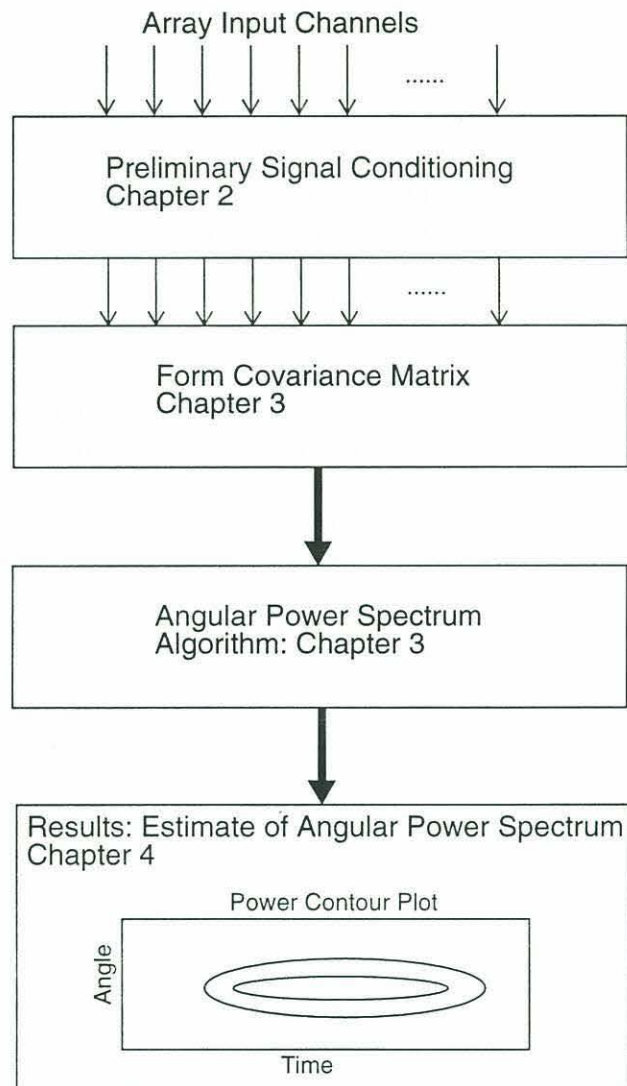 Array Input Channels
......
Preliminary Signal Conditioning
Chapter 2
......
Form Covariance Matrix
Chapter 3
Angular Power Spectrum
Algorithm: Chapter 3
Results: Estimate of Angular Power Spectrum
Chapter 4
Power Contour Plot
Angle
Time